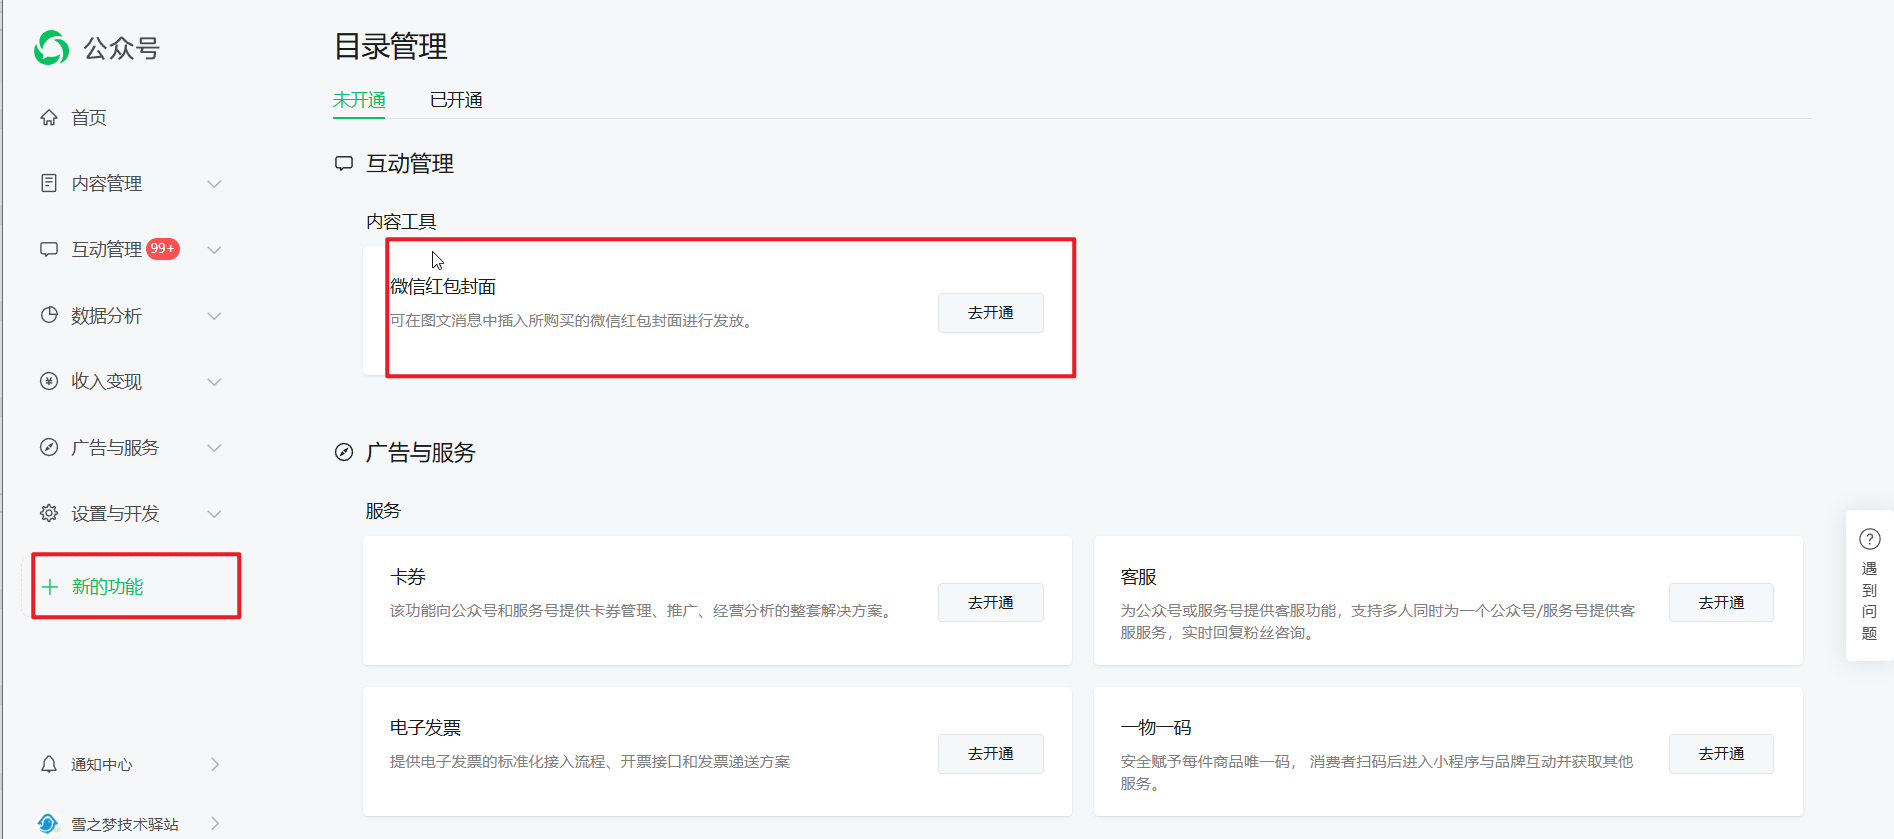 公众号
首页
内容管理
互动管理 99+
数据分析
收入变现
广告与服务
设置与开发
新的功能
通知中心
雪之梦技术驿站
目录管理
未开通 已开通
互动管理
内容工具
微信红包封面
可在图文消息中插入所购买的微信红包封面进行发放。
去开通
广告与服务
服务
卡券
该功能向公众号和服务号提供卡券管理、推广、经营分析的整套解决方案。
去开通
客服
为公众号或服务号提供客服功能，支持多人同时为一个公众号/服务号提供客
服服务，实时回复粉丝咨询。
去开通
电子发票
提供电子发票的标准化接入流程、开票接口和发票递送方案
去开通
一物一码
安全赋予每件商品唯一码， 消费者扫码后进入小程序与品牌互动并获取其他
服务。
去开通
遇到问题